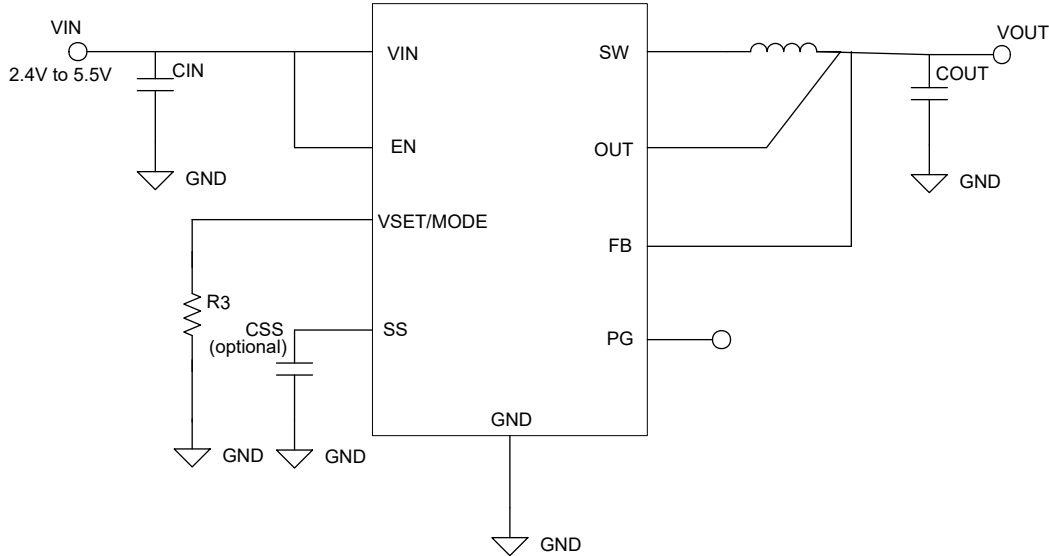 VIN
2.4V to 5.5V
CIN
GND
VIN
EN
VSET/MODE
SS
GND
SW
OUT
FB
PG
R3
GND
CSS
(optional)
GND
GND
VOUT
COUT
GND